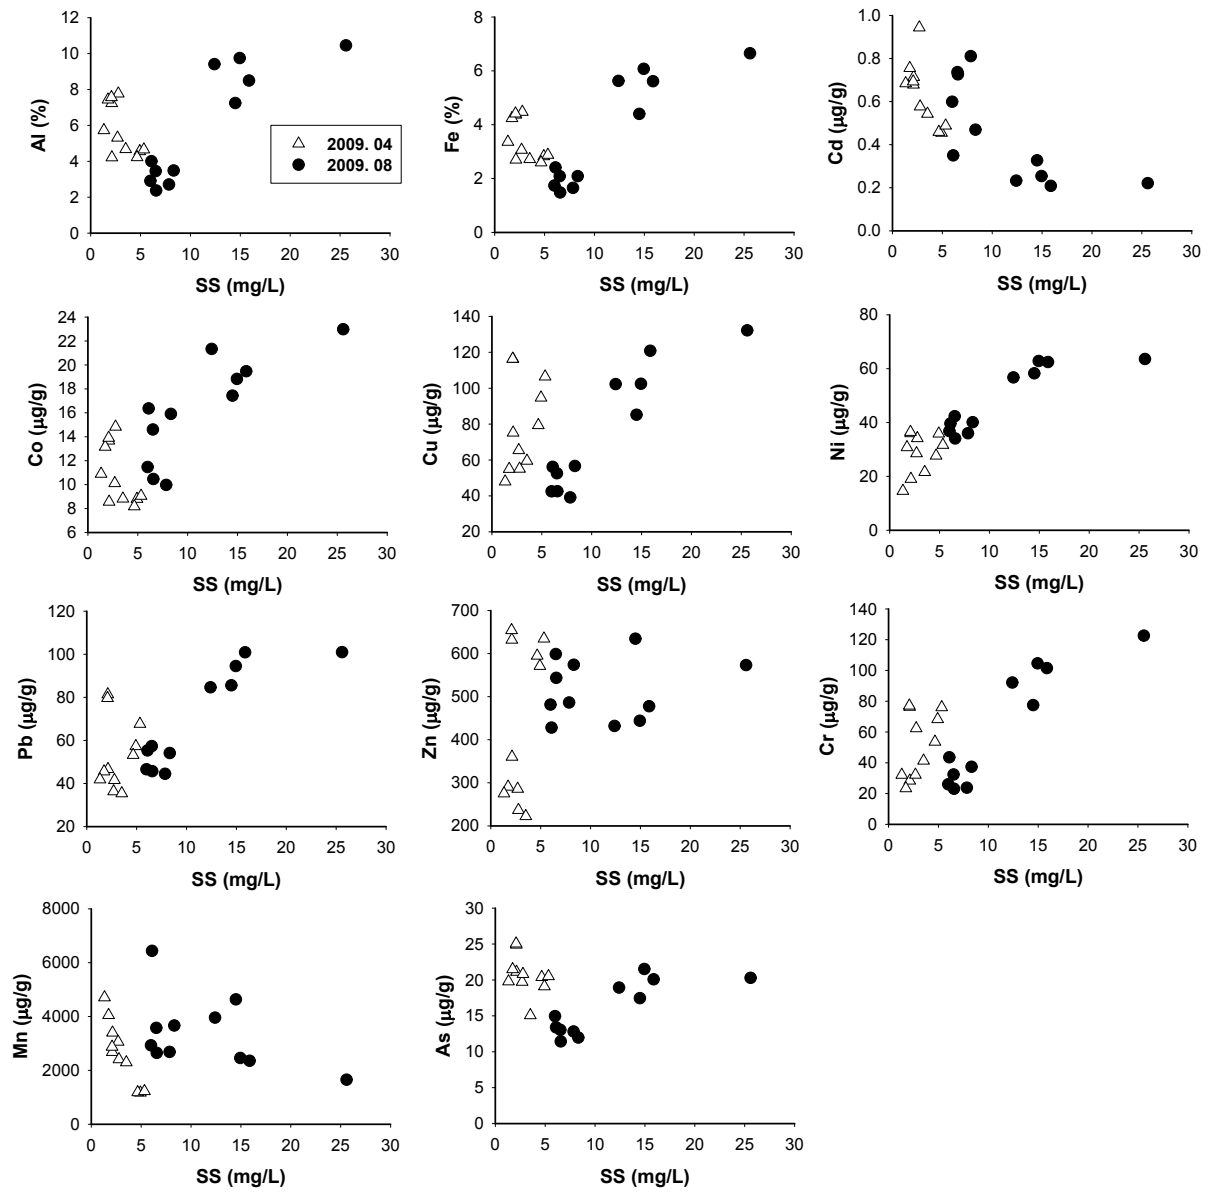 12
10
8
6
4
2
0
Al (%)
0 5 10 15 20 25 30
SS (mg/L)
2009. 04
2009. 08
8
6
4
2
0
Fe (%)
0 5 10 15 20 25 30
SS (mg/L)
1.0
0.8
0.6
0.4
0.2
0.0
Cd (μg/g)
0 5 10 15 20 25 30
SS (mg/L)
24
22
20
18
16
14
12
10
8
6
Co (μg/g)
0 5 10 15 20 25 30
SS (mg/L)
140
120
100
80
60
40
20
Cu (μg/g)
0 5 10 15 20 25 30
SS (mg/L)
80
60
40
20
0
Ni (μg/g)
0 5 10 15 20 25 30
SS (mg/L)
120
100
80
60
40
20
Pb (μg/g)
0 5 10 15 20 25 30
SS (mg/L)
700
600
500
400
300
200
Zn (μg/g)
0 5 10 15 20 25 30
SS (mg/L)
140
120
100
80
60
40
20
0
Cr (μg/g)
0 5 10 15 20 25 30
SS (mg/L)
8000
6000
4000
2000
0
Mn (μg/g)
0 5 10 15 20 25 30
SS (mg/L)
30
25
20
15
10
5
0
As (μg/g)
0 5 10 15 20 25 30
SS (mg/L)